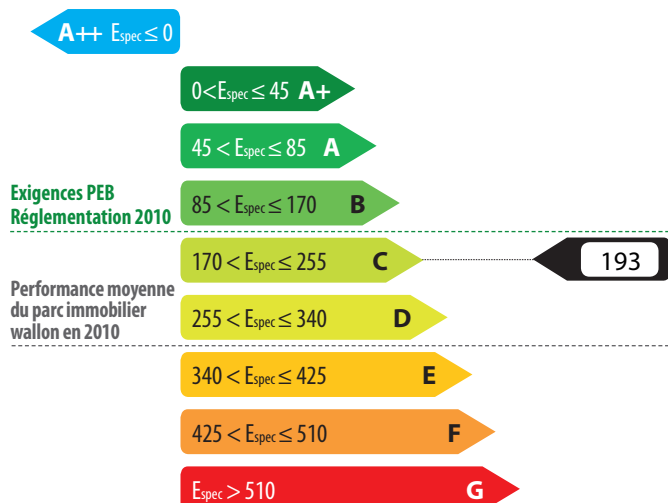 A++ Espec ≤ 0
0<Espec ≤ 45 A+
45 < Espec ≤ 85 A
Exigences PEB
Réglementation 2010
85 < Espec ≤ 170 B
170 < Espec ≤ 255 C
193
Performance moyenne
du parc immobilier
wallon en 2010
255 < Espec ≤ 340 D
340 < Espec ≤ 425 E
425 < Espec ≤ 510 F
Espec > 510 G